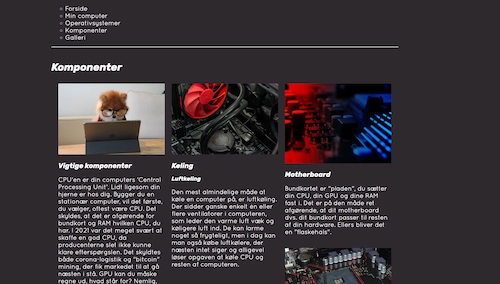 Forside
Min computer
Operativsystemer
Komponenter
Galleri
Komponenter
Vigtige komponenter
CPU'en er din computers 'Central
Processing Unit'. Lidt ligesom din
hjerne er hos dig. Bygger du en
stationær computer, vil det første,
du vælger, oftest være CPU. Det
skyldes, at det er afgørende for
bundkort og RAM hvilken CPU, du
har. I 2021 var det meget svært at
skaffe en god CPU, da
producenterne slet ikke kunne
klare efterspørgslen. Det skyldtes
både corona-logistik og "bitcoin"
mining, der fik markedet til at gå
næsten i stå. GPU kan du måske
regne ud, hvad står for? Nemlig,
Køling
Luftkøling
Den mest almindelige måde at
køle en computer på, er luftkøling.
Der sidder ganske enkelt en eller
flere ventilatorer i computeren,
som leder den varme luft væk og
køligere luft ind. De kan larme
noget så frygteligt, men i dag kan
man også købe luftkølere, der
næsten intet siger og alligevel
løser opgaven at køle CPU og
resten af computeren.
Motherboard
Bundkortet er "pladen", du sætter
din CPU, din GPU og dine RAM
fast i. Det er på den måde ret
afgørende, at dit motherboard
dvs. dit bundkort passer til resten
af din hardware. Ellers bliver det
en "flaskehals".